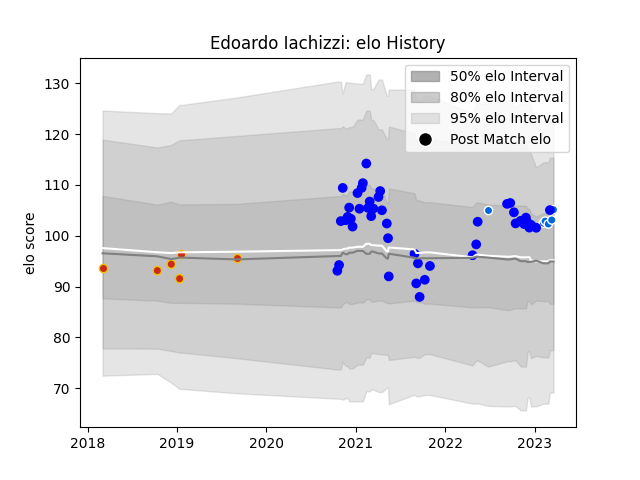 Edoardo Iachizzi: elo History
50% elo Interval
80% elo Interval
95% elo Interval
Post Match elo
elo score
130
120
110
100
90
80
70
2018
2019
2020
2021
2022
2023